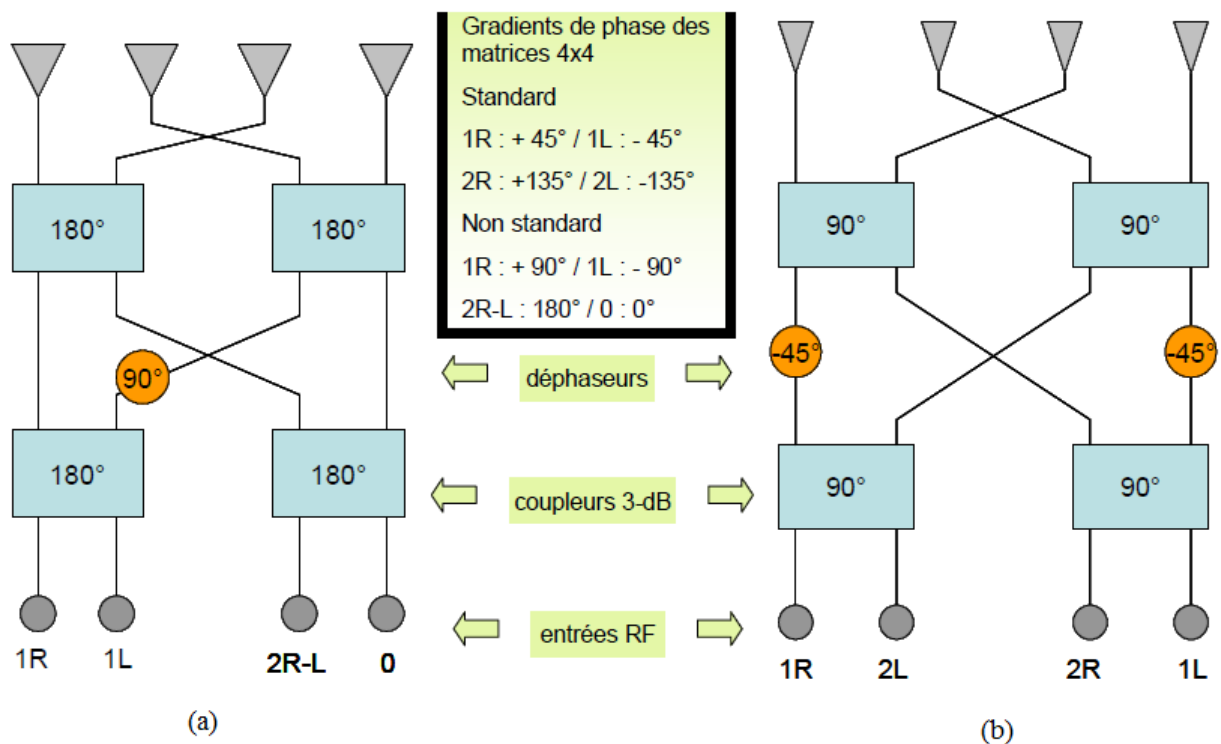 Gradients de phase des
matrices 4x4
Standard
1R : + 45° / 1L : - 45°
2R : +135° / 2L : -135°
Non standard
1R : + 90° / 1L : - 90°
2R-L : 180° / 0 : 0°
180° 180°
90°
180° 180°
1R 1L 2R-L 0
(a)
déphaseurs
coupleurs 3-dB
entrées RF
90° 90°
-45° -45°
90° 90°
1R 2L 2R 1L
(b)